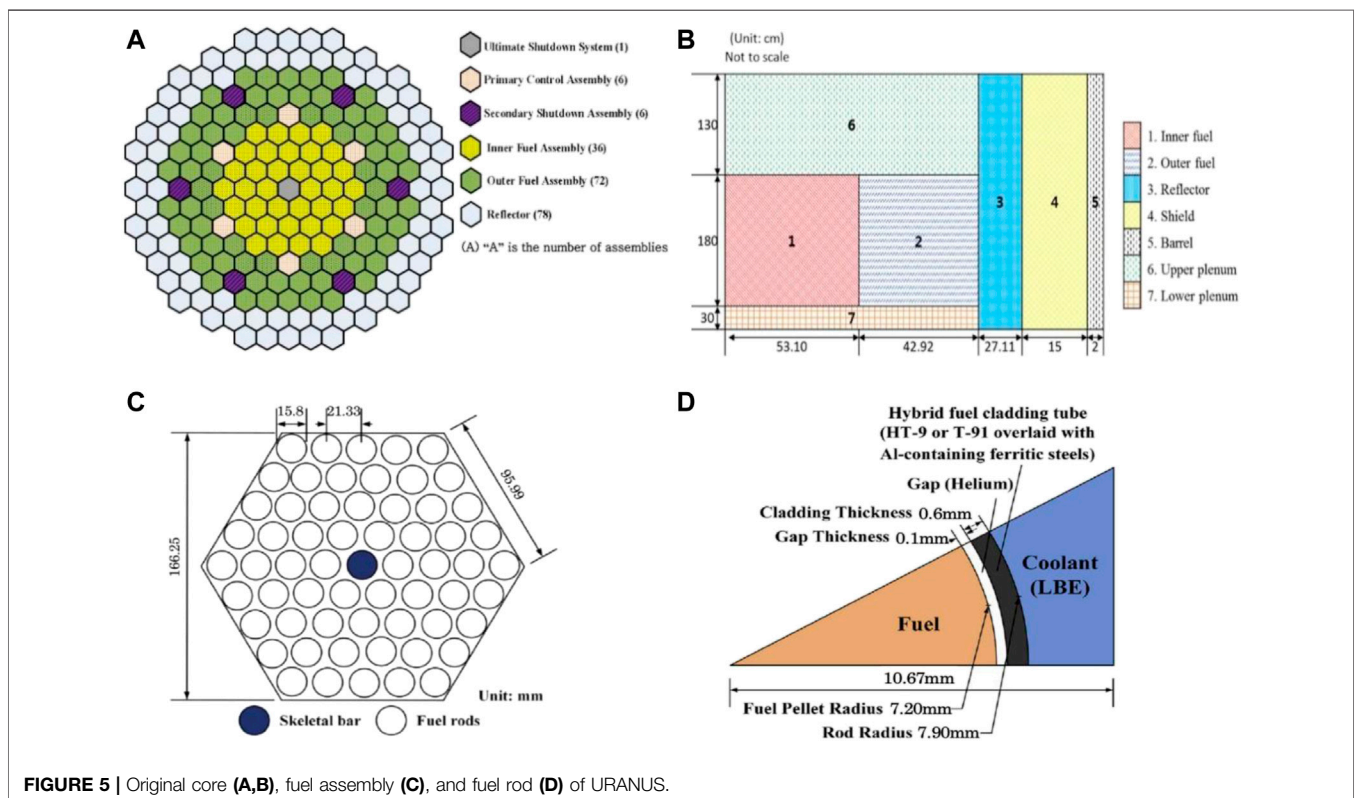 A
Ultimate Shutdown System (1)
Primary Control Assembly (6)
Secondary Shutdown Assembly (6)
Inner Fuel Assembly (36)
Outer Fuel Assembly (72)
Reflector (78)
(A) "A" is the number of assemblies
B
(Unit: cm)
Not to scale
130
180
30
6
1
2
3
4
5
7
53.10
42.92
27.11
15
2
1. Inner fuel
2. Outer fuel
3. Reflector
4. Shield
5. Barrel
6. Upper plenum
7. Lower plenum
C
15.8
21.33
95.99
166.25
Unit: mm
Skeletal bar
Fuel rods
D
Hybrid fuel cladding tube
(HT-9 or T-91 overlaid with
Al-containing ferritic steels)
Gap (Helium)
Cladding Thickness 0.6mm
Gap Thickness 0.1mm
Coolant
(LBE)
Fuel
10.67mm
Fuel Pellet Radius 7.20mm
Rod Radius 7.90mm
FIGURE 5 | Original core (A,B), fuel assembly (C), and fuel rod (D) of URANUS.